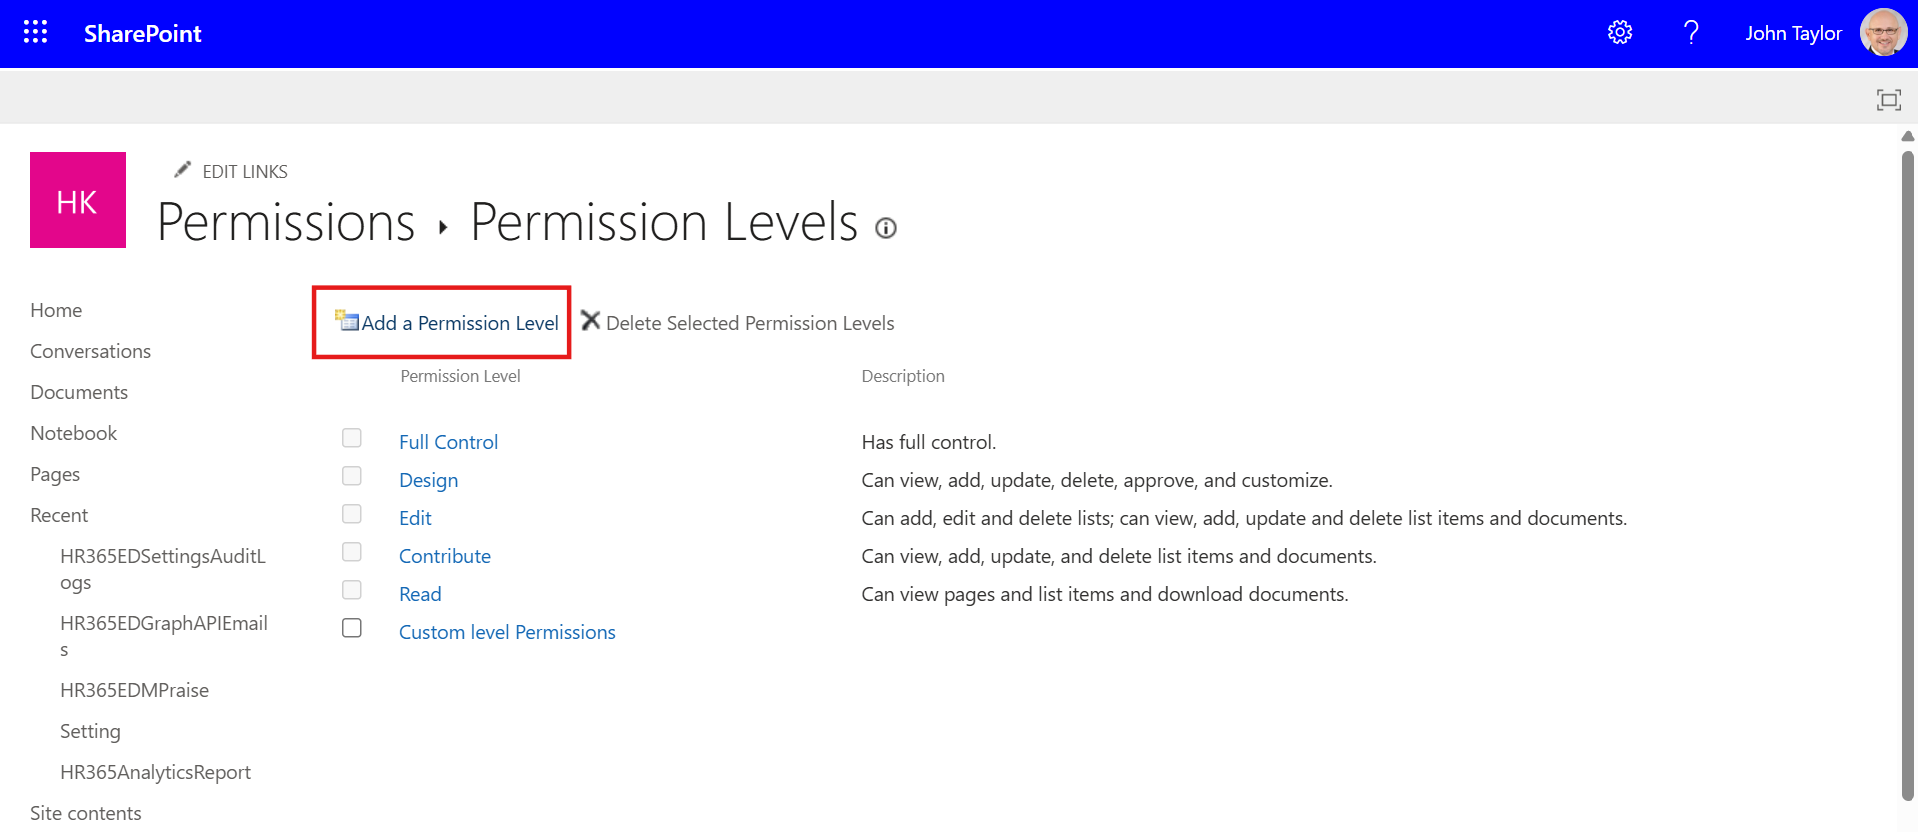 SharePoint
? John Taylor
HK
EDIT LINKS
Permissions ▸ Permission Levels
Home
Conversations
Documents
Notebook
Pages
Recent
HR365EDSettingsAuditL
ogs
HR365EDGraphAPIEmail
s
HR365EDMPraise
Setting
HR365AnalyticsReport
Site contents
Add a Permission Level Delete Selected Permission Levels
Permission Level Description
Full Control Has full control.
Design Can view, add, update, delete, approve, and customize.
Edit Can add, edit and delete lists; can view, add, update and delete list items and documents.
Contribute Can view, add, update, and delete list items and documents.
Read Can view pages and list items and download documents.
Custom level Permissions